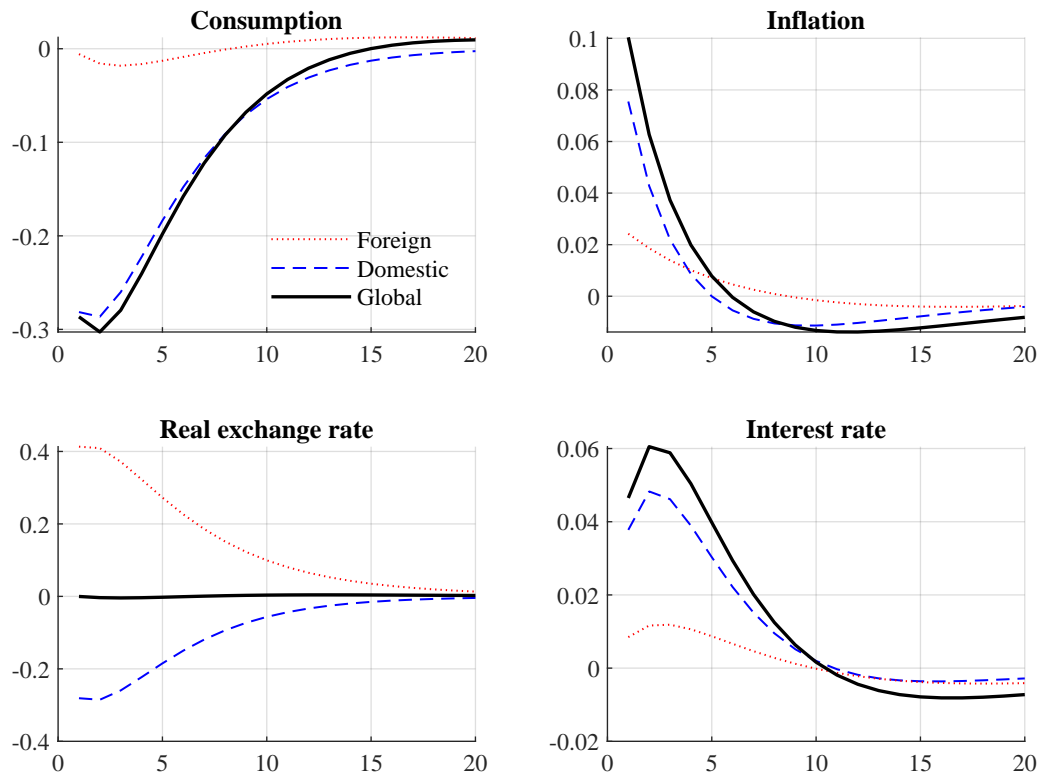 Consumption
0
-0.1
-0.2
-0.3
0 5 10 15 20
Foreign
Domestic
Global
Inflation
0.1
0.08
0.06
0.04
0.02
0
0 5 10 15 20
Real exchange rate
0.4
0.2
0
-0.2
-0.4
0 5 10 15 20
Interest rate
0.06
0.04
0.02
0
-0.02
0 5 10 15 20